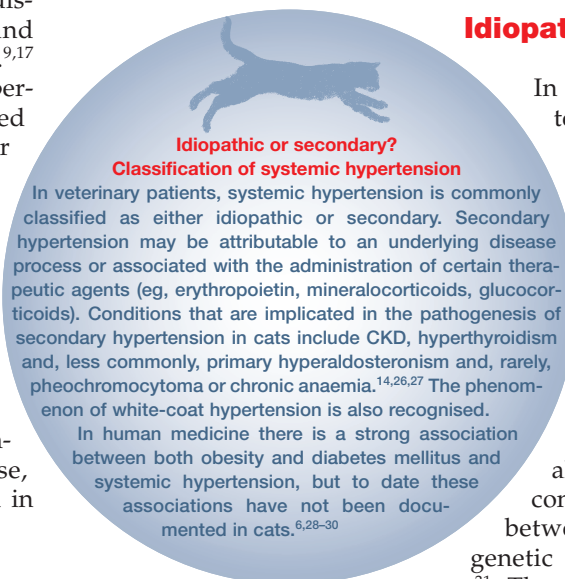 uis-
nd
9,17
per-
ed
r
n-
se,
in
Idiopathic or secondary?
Classification of systemic hypertension
In veterinary patients, systemic hypertension is commonly
classified as either idiopathic or secondary. Secondary
hypertension may be attributable to an underlying disease
process or associated with the administration of certain thera-
peutic agents (eg, erythropoietin, mineralocorticoids, glucocor-
ticoids). Conditions that are implicated in the pathogenesis of
secondary hypertension in cats include CKD, hyperthyroidism
and, less commonly, primary hyperaldosteronism and, rarely,
pheochromocytoma or chronic anaemia.14,26,27 The phenom-
enon of white-coat hypertension is also recognised.
In human medicine there is a strong association
between both obesity and diabetes mellitus and
systemic hypertension, but to date these
associations have not been docu-
mented in cats.6,28–30
Idiopat
In
to
al
con
betwe
genetic